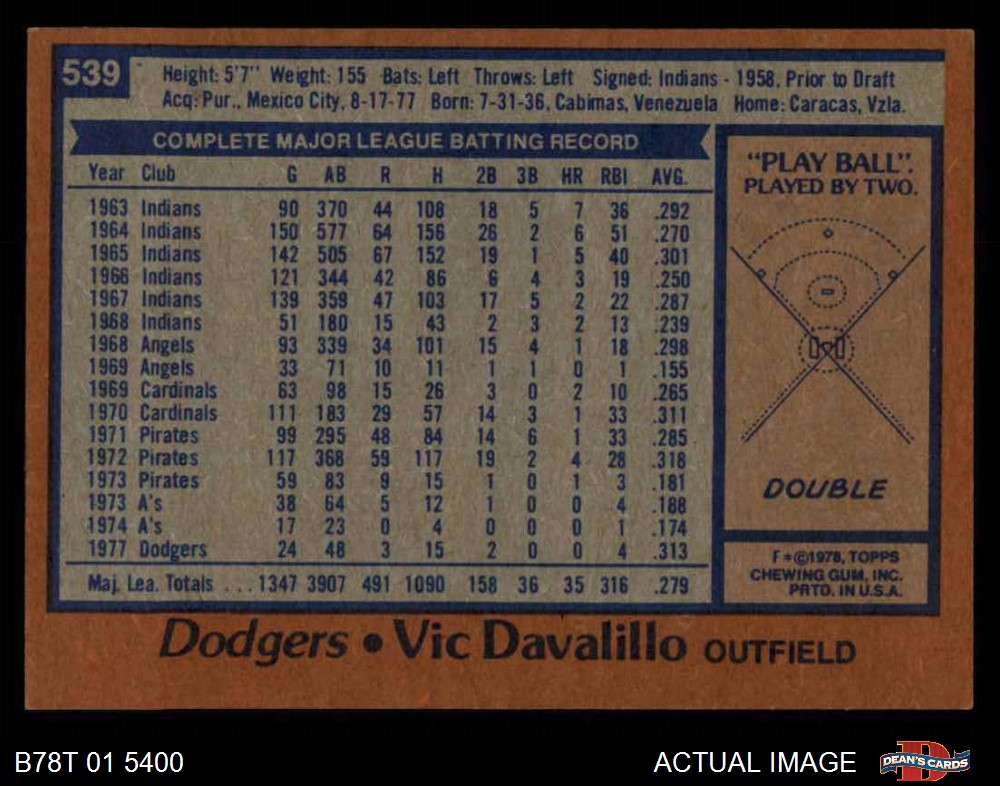 539
Height: 5'7" Weight: 155 Bats: Left Throws: Left Signed: Indians - 1958, Prior to Draft
Acq: Pur., Mexico City, 8-17-77 Born: 7-31-36, Cabimas, Venezuela Home: Caracas, Vzla.
COMPLETE MAJOR LEAGUE BATTING RECORD
Year Club G AB R H 2B 3B HR RBI AVG.
1963 Indians 90 370 44 108 18 5 7 36 .292
1964 Indians 150 577 64 156 26 2 6 51 .270
1965 Indians 142 505 67 152 19 1 5 40 .301
1966 Indians 121 344 42 86 6 4 3 19 .250
1967 Indians 139 359 47 103 17 5 2 22 .287
1968 Indians 51 180 15 43 2 3 2 13 .239
1968 Angels 93 339 34 101 15 4 1 18 .298
1969 Angels 33 71 10 11 1 1 0 1 .155
1969 Cardinals 63 98 15 26 3 0 2 10 .265
1970 Cardinals 111 183 29 57 14 3 1 33 .311
1971 Pirates 99 295 48 84 14 6 1 33 .285
1972 Pirates 117 368 59 117 19 2 4 28 .318
1973 Pirates 59 83 9 15 1 0 1 3 .181
1973 A's 38 64 5 12 1 0 0 4 .188
1974 A's 17 23 0 4 0 0 0 1 .174
1977 Dodgers 24 48 3 15 2 0 0 4 .313
Maj. Lea. Totals ... 1347 3907 491 1090 158 36 35 316 .279
"PLAY BALL".
PLAYED BY TWO.
DOUBLE
F*©1978, TOPPS
CHEWING GUM, INC.
PRTD. IN U.S.A.
Dodgers • Vic Davalillo OUTFIELD
B78T 01 5400
ACTUAL IMAGE
D
DEAN'S CARDS